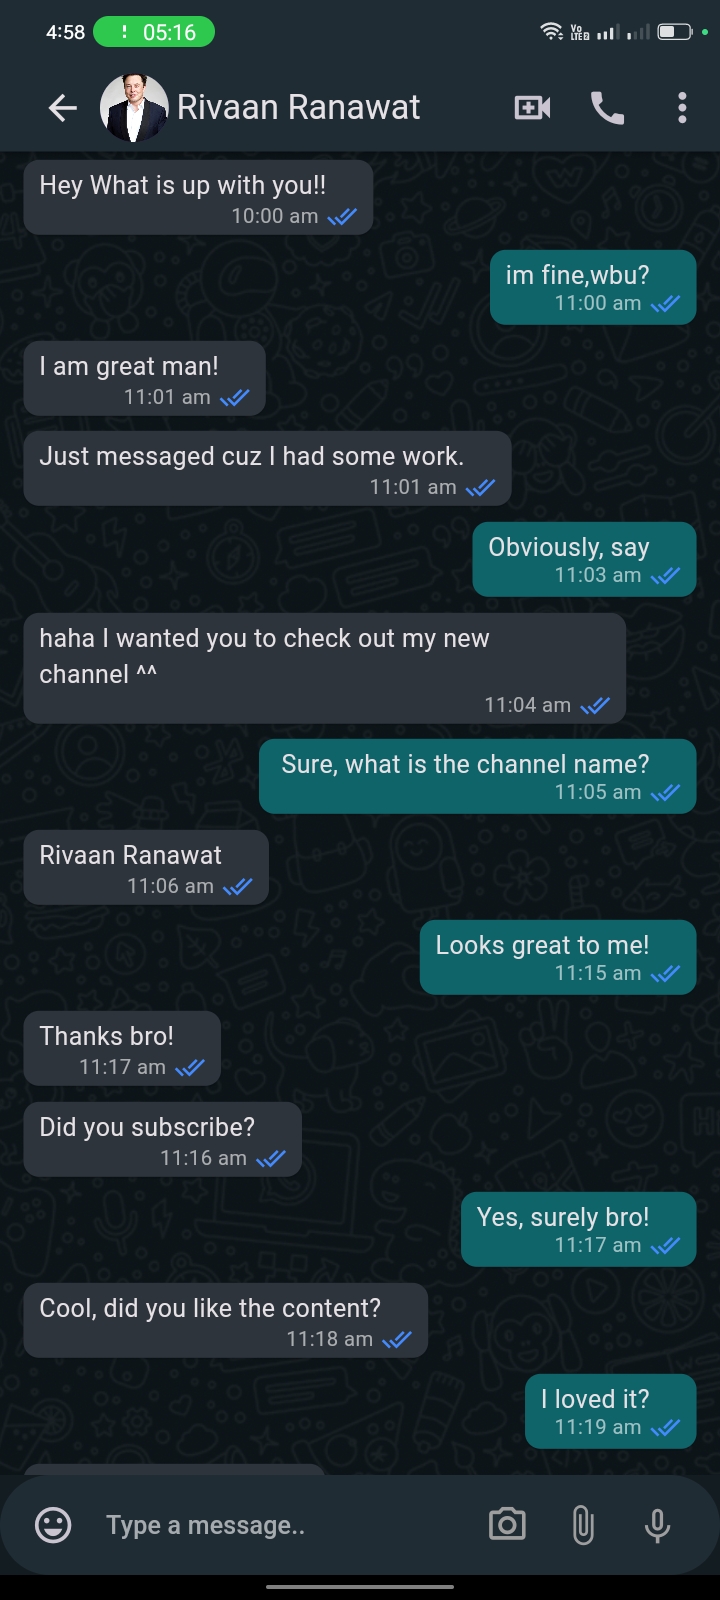 4:58 ! 05:16 Vo LTE2
Rivaan Ranawat
Hey What is up with you!!
10:00 am
im fine,wbu?
11:00 am
I am great man!
11:01 am
Just messaged cuz I had some work.
11:01 am
Obviously, say
11:03 am
haha I wanted you to check out my new
channel ^^
11:04 am
Sure, what is the channel name?
11:05 am
Rivaan Ranawat
11:06 am
Looks great to me!
11:15 am
Thanks bro!
11:17 am
Did you subscribe?
11:16 am
Yes, surely bro!
11:17 am
Cool, did you like the content?
11:18 am
I loved it?
11:19 am
Type a message..